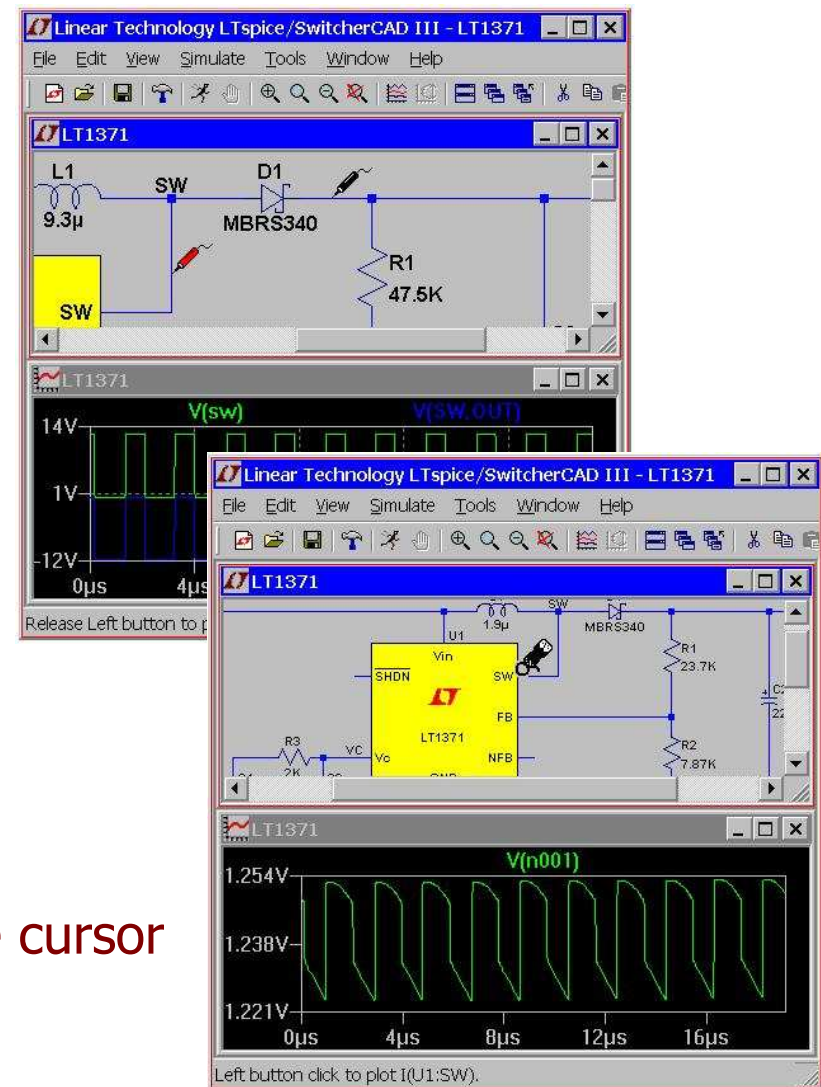 Linear Technology LTspice/SwitcherCAD III - LT1371
File Edit View Simulate Tools Window Help
LT1371
L1
SW
D1
9.3µ
MBRS340
R1
47.5K
SW
LT1371
V(sw)
V(SW,OUT)
14V
1V
-12V
0µs
4µs
Release Left button to
Linear Technology LTspice/SwitcherCAD III - LT1371
File Edit View Simulate Tools Window Help
LT1371
1.9µ
SW
MBRS340
U1
Vin
SHDN
SW
R1
23.7K
LT1371
FB
R3
2K
VC
Vc
NFB
R2
7.87K
LT1371
V(n001)
1.254V
1.238V
1.221V
0µs 4µs 8µs 12µs 16µs
cursor
Left button click to plot I(U1:SW).